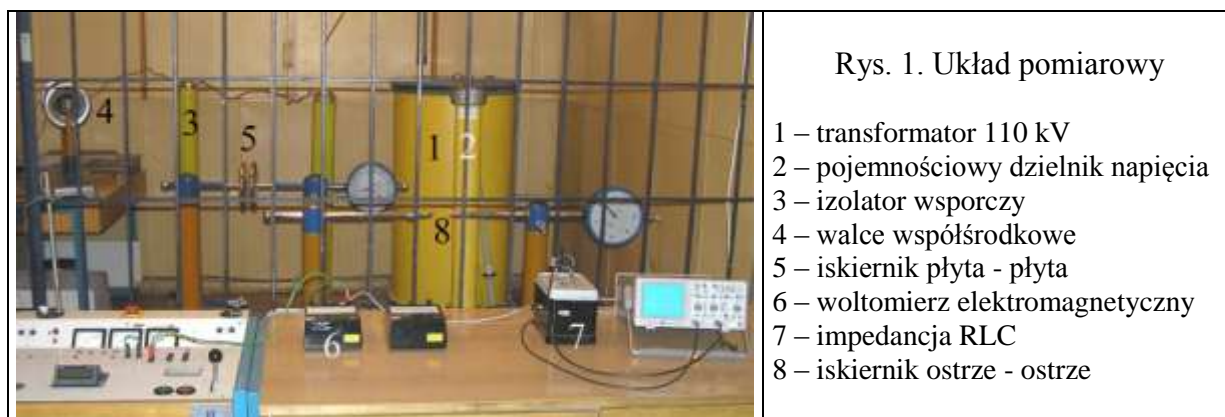 Rys. 1. Układ pomiarowy
1 – transformator 110 kV
2 – pojemnościowy dzielnik napięcia
3 – izolator wsporczy
4 – walce współśrodkowe
5 – iskiernik płyta - płyta
6 – woltomierz elektromagnetyczny
7 – impedancja RLC
8 – iskiernik ostrze - ostrze
4
3
5
1
2
8
6
7